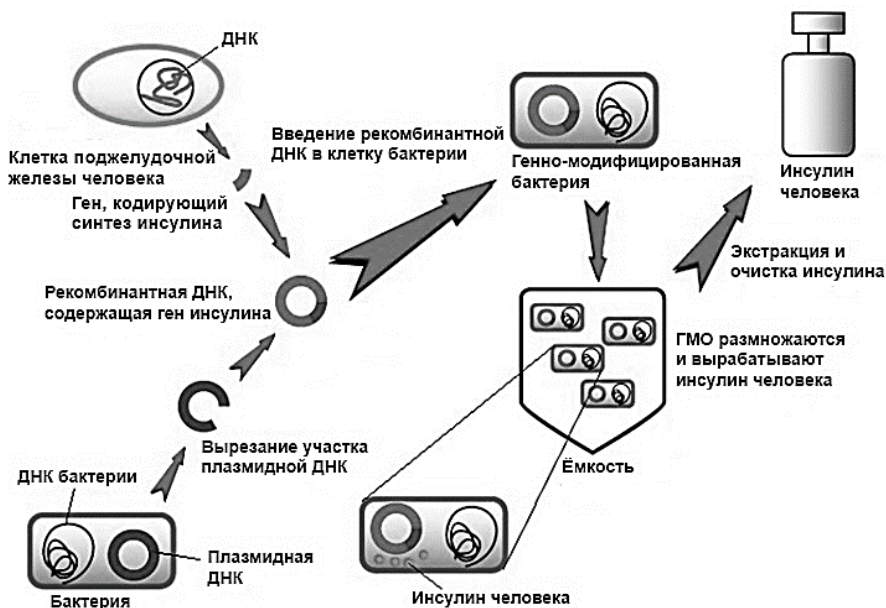 ДНК
Клетка поджелудочной
железы человека
Ген, кодирующий
синтез инсулина
Рекомбинантная ДНК,
содержащая ген инсулина
Вырезание участка
плазмидной ДНК
ДНК бактерии
Плазмидная
ДНК
Бактерия
Введение рекомбинантной
ДНК в клетку бактерии
Генно-модифицированная
бактерия
Инсулин
человека
Экстракция и
очистка инсулина
ГМО размножаются
и вырабатывают
инсулин человека
Ёмкость
Инсулин человека